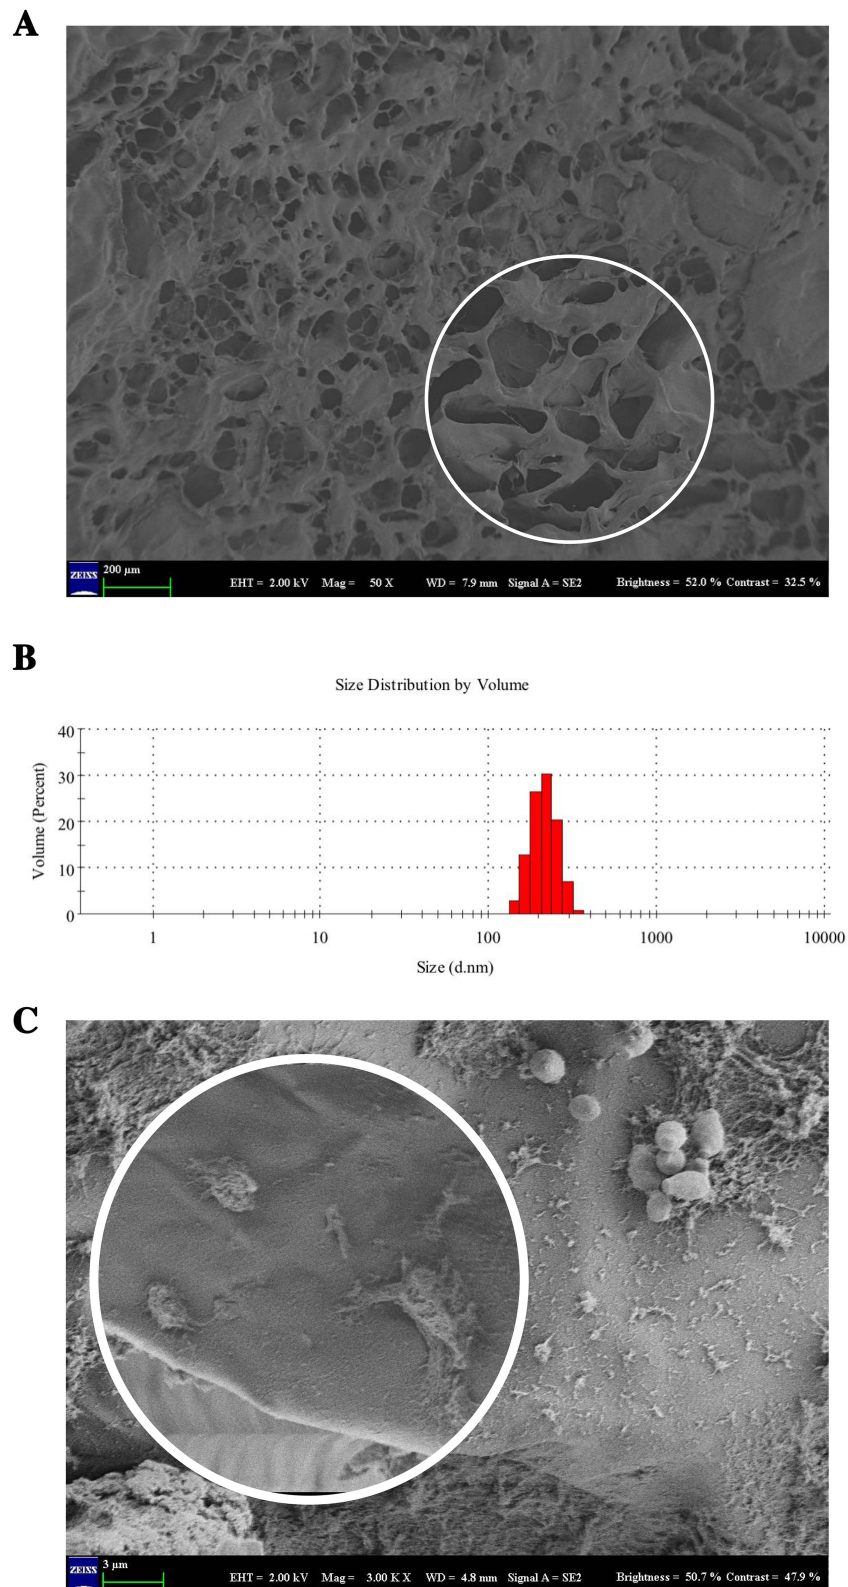 A
ZEISS
200 µm
EHT = 2.00 kV Mag = 50 X WD = 7.9 mm Signal A = SE2 Brightness = 52.0 % Contrast = 32.5 %
B
Size Distribution by Volume
Volume (Percent)
40
30
20
10
0
1 10 100 1000 10000
Size (d.nm)
C
ZEISS
3 µm
EHT = 2.00 kV Mag = 3.00 K X WD = 4.8 mm Signal A = SE2 Brightness = 50.7 % Contrast = 47.9 %